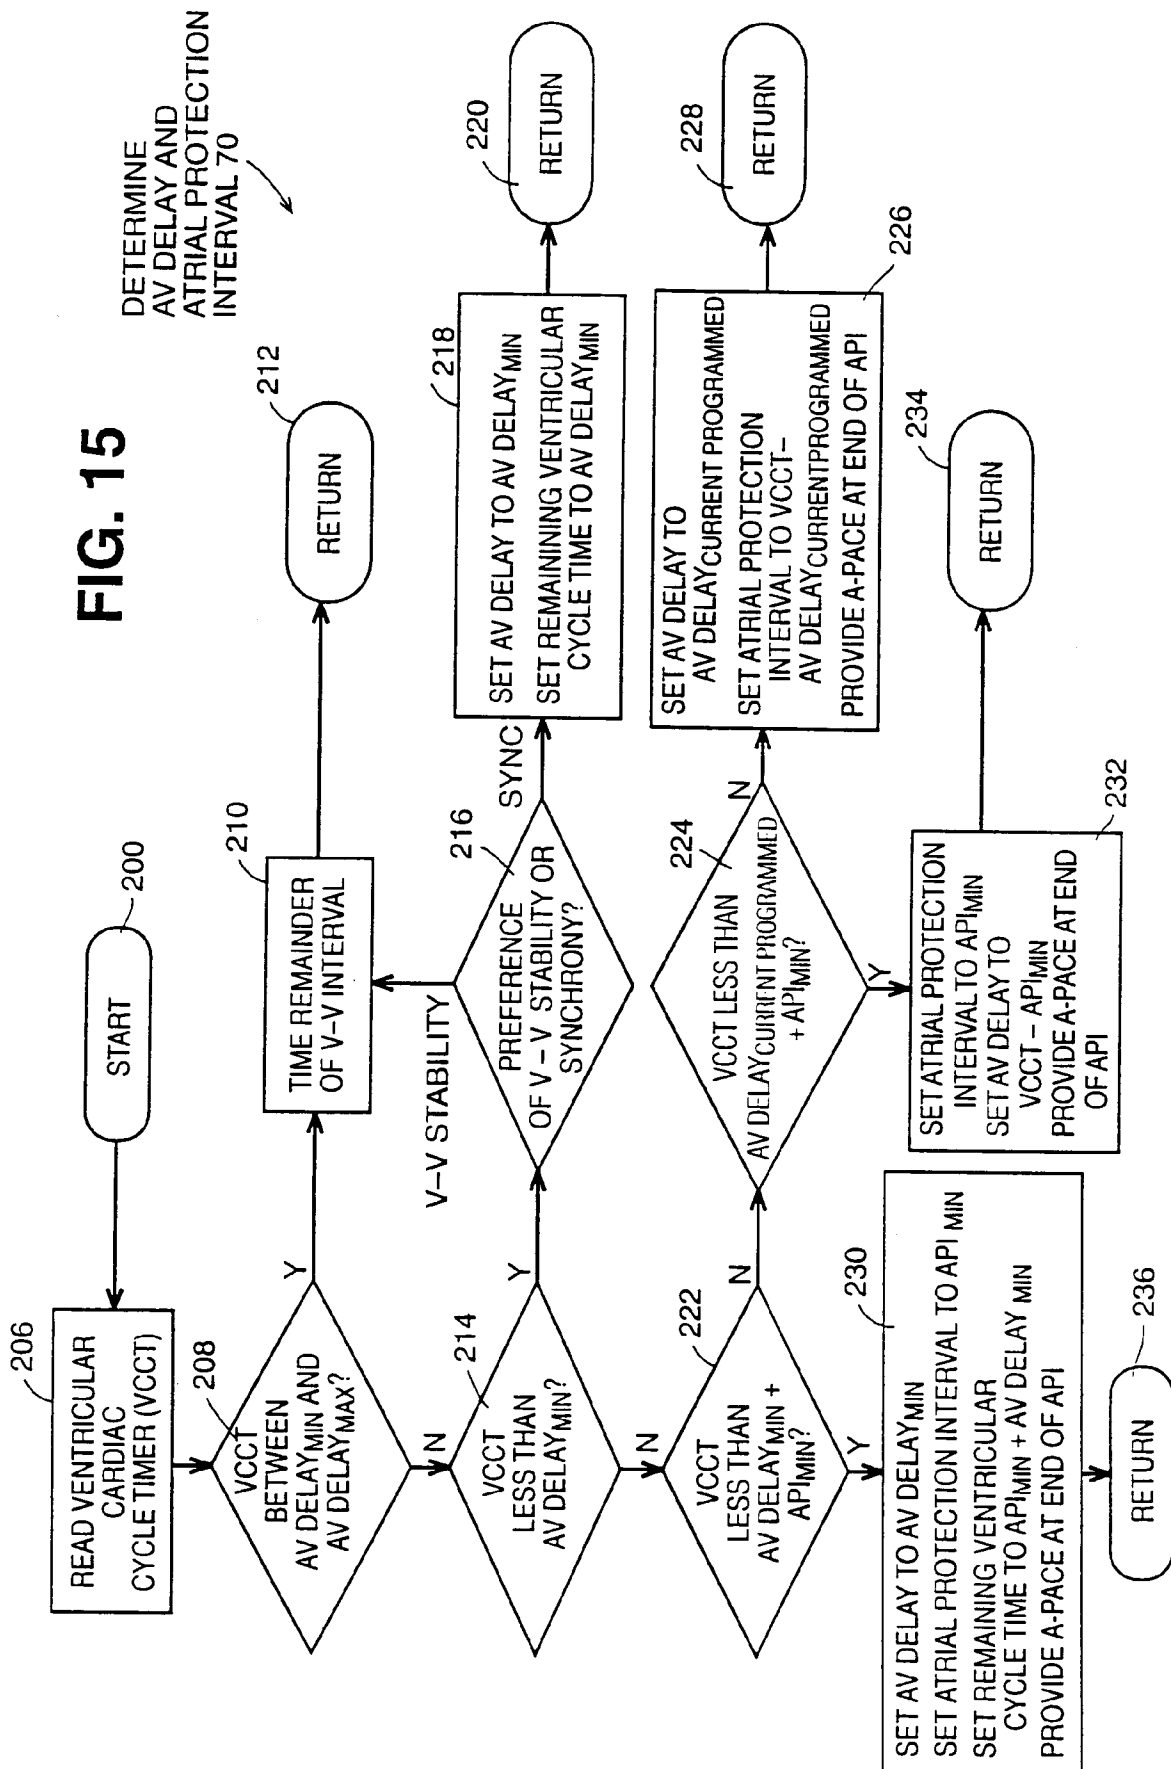 FIG. 15
DETERMINE
AV DELAY AND
ATRIAL PROTECTION
INTERVAL 70
START
200
206
READ VENTRICULAR
CARDIAC
CYCLE TIMER (VCCT)
208
VCCT
BETWEEN
AV DELAYMIN AND
AV DELAYMAX?
Y
N
210
TIME REMAINDER
OF V-V INTERVAL
212
RETURN
214
VCCT
LESS THAN
AV DELAYMIN?
Y
N
V-V STABILITY
216
PREFERENCE
OF V-V STABILITY OR
SYNCHRONY?
SYNC
218
SET AV DELAY TO AV DELAYMIN
SET REMAINING VENTRICULAR
CYCLE TIME TO AV DELAYMIN
220
RETURN
222
VCCT
LESS THAN
AV DELAYMIN +
APIMIN?
N
Y
224
VCCT LESS THAN
AV DELAYCURRENT PROGRAMMED
+ APIMIN?
N
Y
SET AV DELAY TO
AV DELAYCURRENT PROGRAMMED
SET ATRIAL PROTECTION
INTERVAL TO VCCT-
AV DELAYCURRENTPROGRAMMED
PROVIDE A-PACE AT END OF API
226
228
RETURN
230
SET AV DELAY TO AV DELAYMIN
SET ATRIAL PROTECTION INTERVAL TO API MIN
SET REMAINING VENTRICULAR
CYCLE TIME TO APIMIN + AV DELAY MIN
PROVIDE A-PACE AT END OF API
236
RETURN
SET ATRIAL PROTECTION
INTERVAL TO APIMIN
SET AV DELAY TO
VCCT - APIMIN
PROVIDE A-PACE AT END
OF API
232
234
RETURN